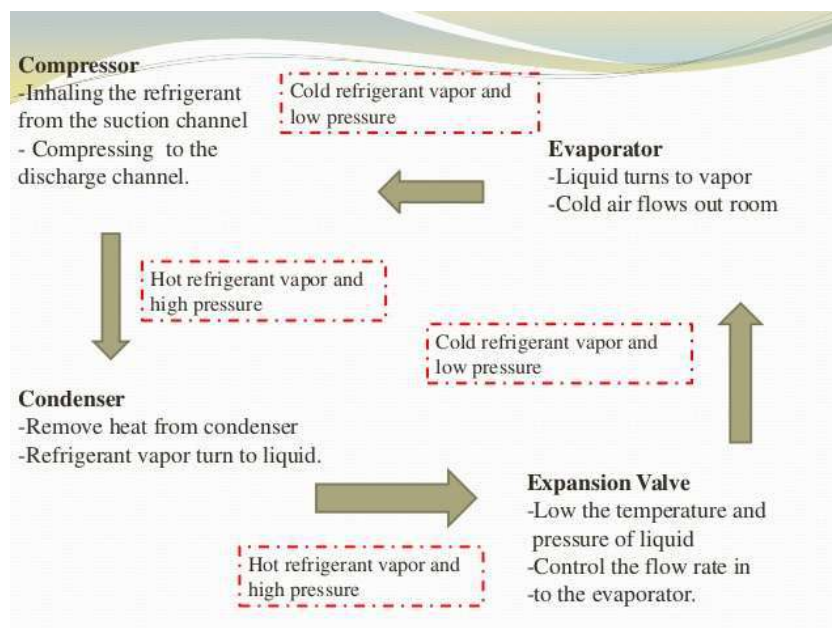 Compressor
-Inhaling the refrigerant
from the suction channel
- Compressing to the
discharge channel.
Cold refrigerant vapor and
low pressure
Evaporator
-Liquid turns to vapor
-Cold air flows out room
Hot refrigerant vapor and
high pressure
Cold refrigerant vapor and
low pressure
Condenser
-Remove heat from condenser
-Refrigerant vapor turn to liquid.
Expansion Valve
-Low the temperature and
pressure of liquid
-Control the flow rate in
-to the evaporator.
Hot refrigerant vapor and
high pressure